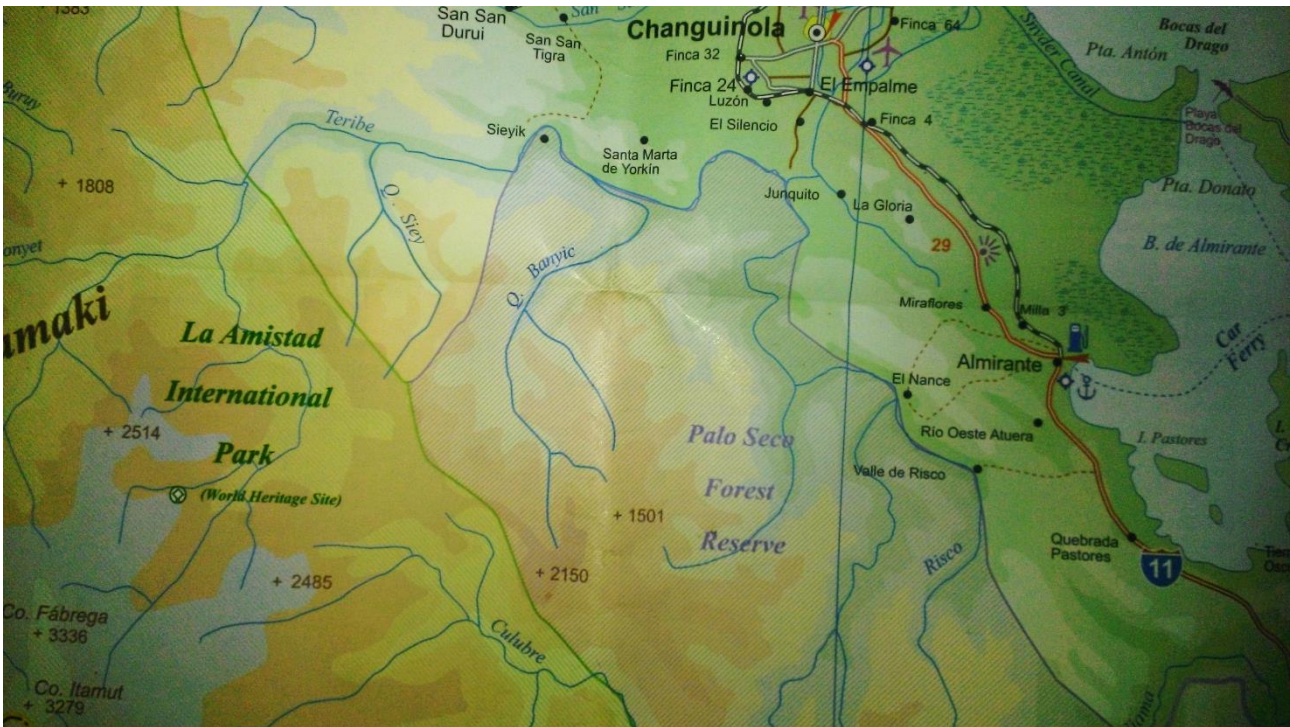 1383
San San
Durui
San San
Tigra
San
Changuinola
Finca 64
Finca 32
Finca 24
Luzón
El Empalme
El Silencio
Finca 4
Snyder Canal
Bocas del
Drago
Pta. Antón
Playa
Bocas del
Drago
Buruy
Teribe
Sieyik
Santa Marta
de Yorkín
Junquito
La Gloria
Pta. Donato
B. de Almirante
+ 1808
Q. Siey
onyet
Q. Banyic
29
Miraflores
Milla 3
Car
Ferry
amaki
La Amistad
International
Park
(World Heritage Site)
Almirante
El Nance
Río Oeste Atuera
I. Pastores
+ 2514
Palo Seco
Forest
Reserve
Valle de Risco
+ 1501
Quebrada
Pastores
11
Risco
+ 2485
+ 2150
Co. Fábrega
+ 3336
Culubre
Co. Itamut
+ 3279